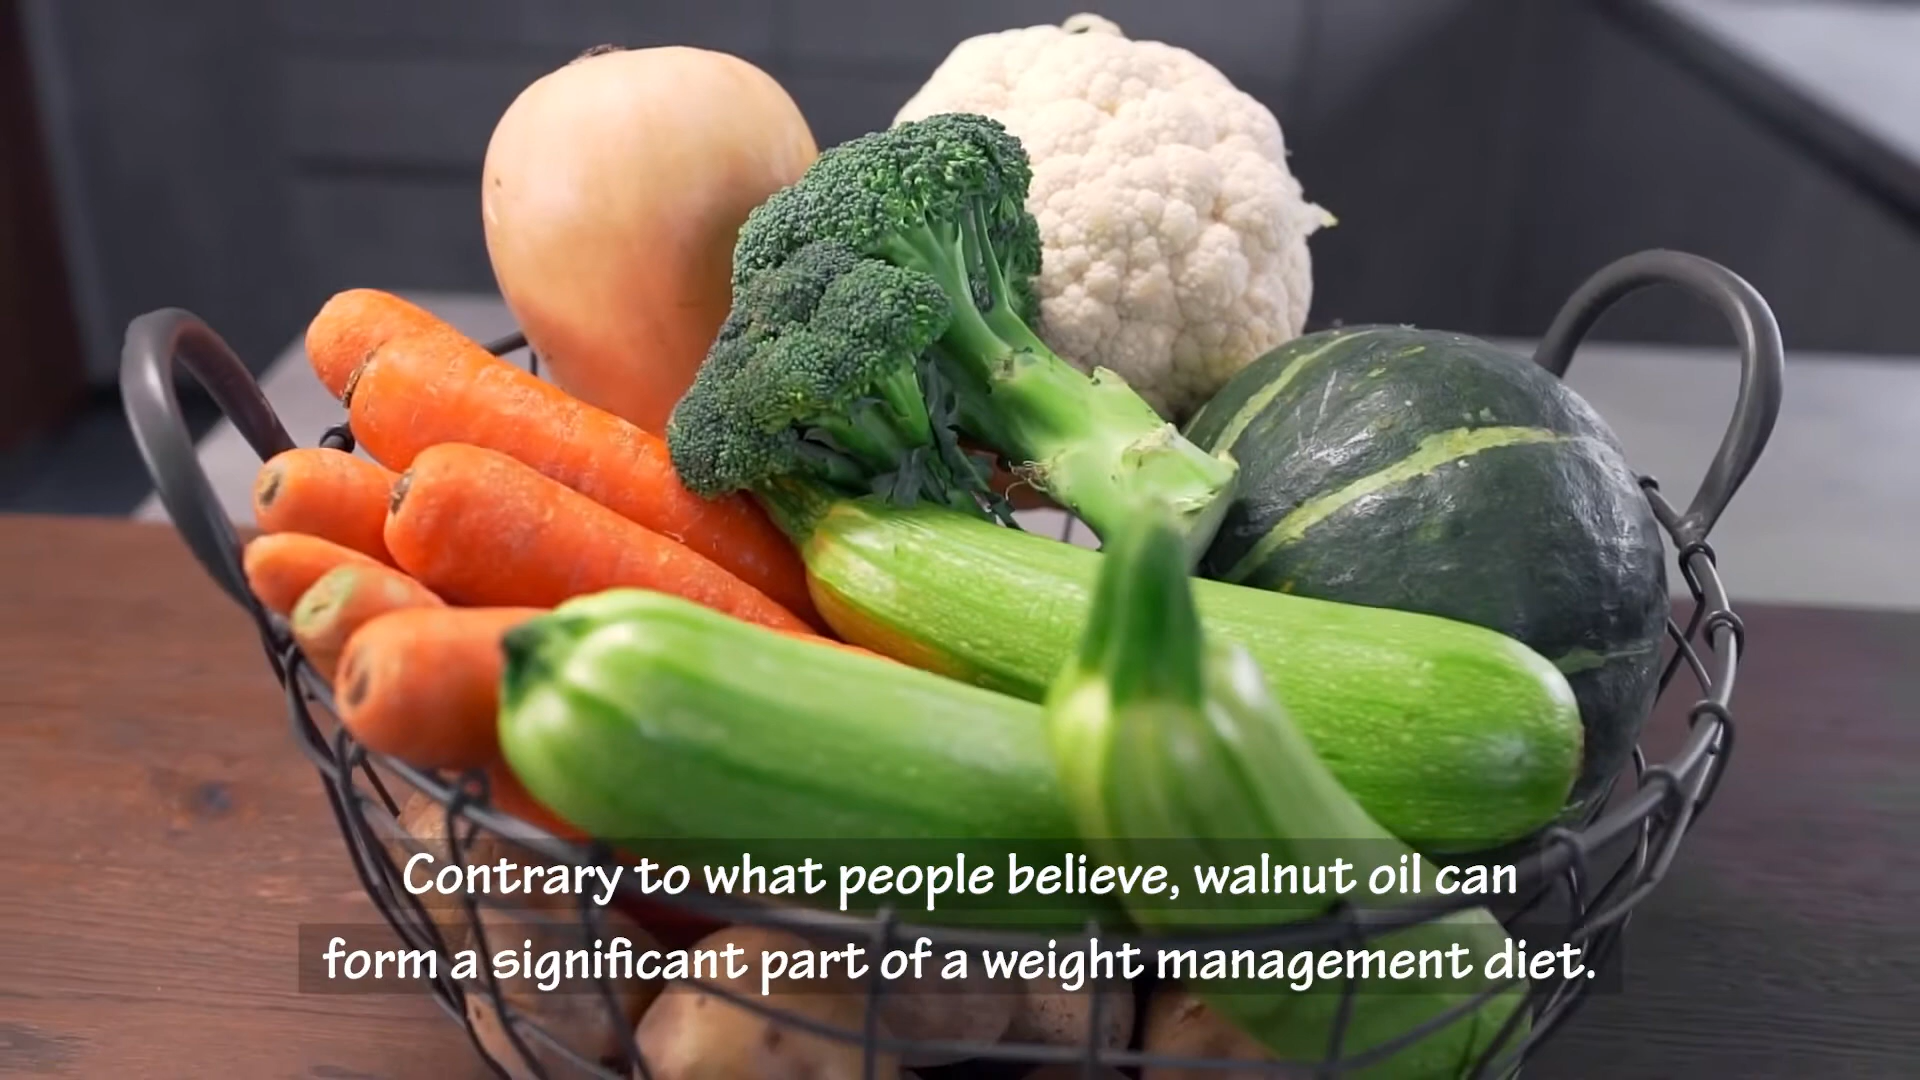 Contrary to what people believe, walnut oil can
form a significant part of a weight management diet.